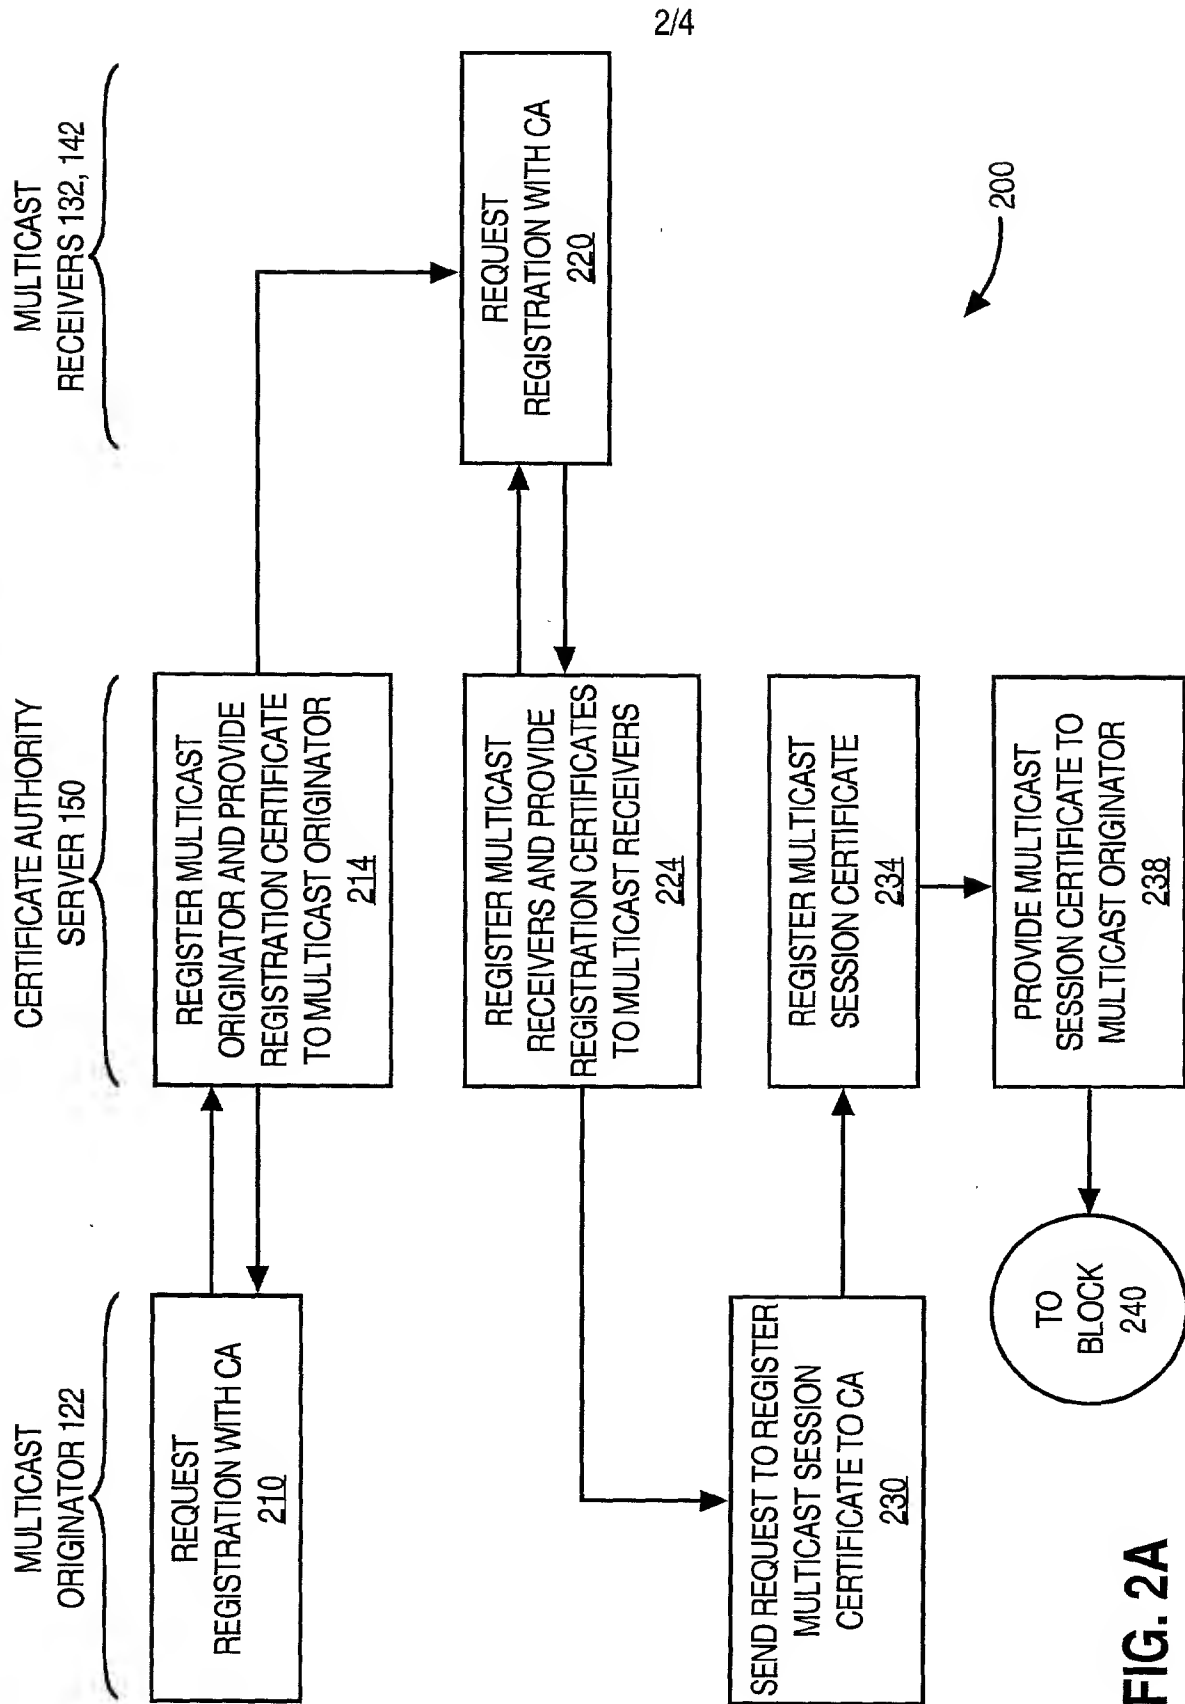 2/4
MULTICAST
ORIGINATOR 122
CERTIFICATE AUTHORITY
SERVER 150
MULTICAST
RECEIVERS 132, 142
REQUEST
REGISTRATION WITH CA
210
REGISTER MULTICAST
ORIGINATOR AND PROVIDE
REGISTRATION CERTIFICATE
TO MULTICAST ORIGINATOR
214
REQUEST
REGISTRATION WITH CA
220
REGISTER MULTICAST
RECEIVERS AND PROVIDE
REGISTRATION CERTIFICATES
TO MULTICAST RECEIVERS
224
SEND REQUEST TO REGISTER
MULTICAST SESSION
CERTIFICATE TO CA
230
REGISTER MULTICAST
SESSION CERTIFICATE
234
PROVIDE MULTICAST
SESSION CERTIFICATE TO
MULTICAST ORIGINATOR
238
TO
BLOCK
240
200
FIG. 2A